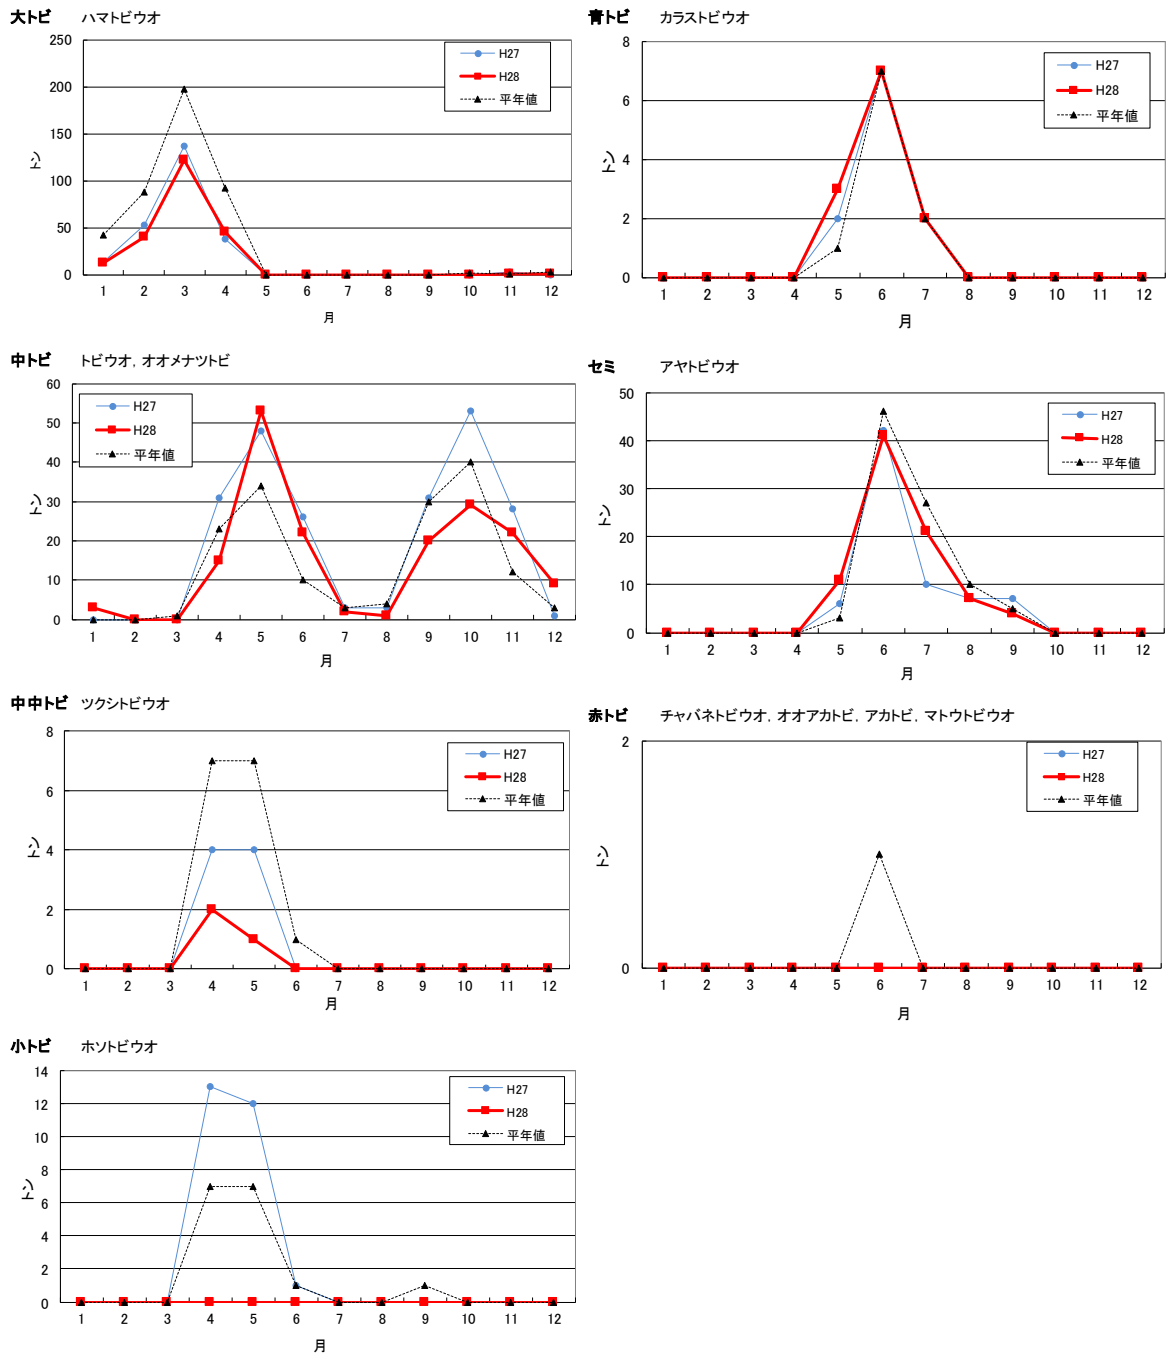 大トビ ハマトビウオ
250
200
150
100
50
0
トン
1 2 3 4 5 6 7 8 9 10 11 12
月
H27
H28
平年値
青トビ カラストビウオ
8
6
4
2
0
トン
1 2 3 4 5 6 7 8 9 10 11 12
月
H27
H28
平年値
中トビ トビウオ，オオメナツトビ
60
50
40
30
20
10
0
トン
1 2 3 4 5 6 7 8 9 10 11 12
月
H27
H28
平年値
セミ アヤトビウオ
50
40
30
20
10
0
トン
1 2 3 4 5 6 7 8 9 10 11 12
月
H27
H28
平年値
中中トビ ツクシトビウオ
8
6
4
2
0
トン
1 2 3 4 5 6 7 8 9 10 11 12
月
H27
H28
平年値
赤トビ チャバネトビウオ，オオアカトビ，アカトビ，マトウトビウオ
2
0
トン
1 2 3 4 5 6 7 8 9 10 11 12
月
H27
H28
平年値
小トビ ホソトビウオ
14
12
10
8
6
4
2
0
トン
1 2 3 4 5 6 7 8 9 10 11 12
月
H27
H28
平年値